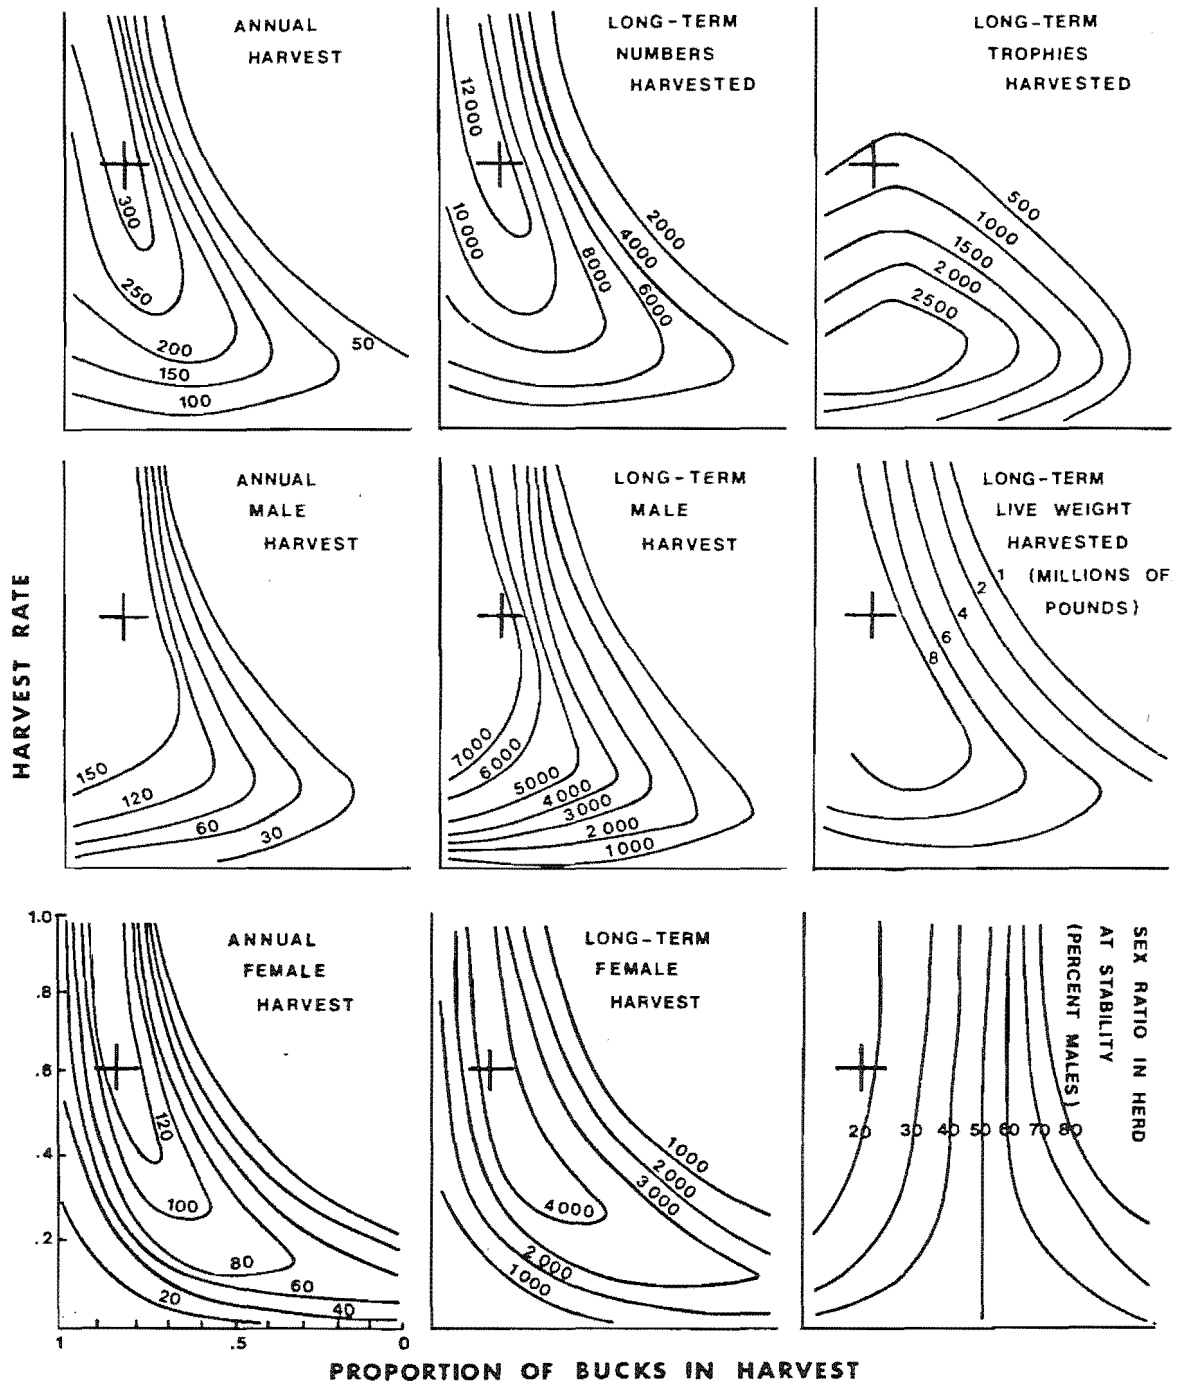 ANNUAL
HARVEST
300
250
200
150
100
50
LONG-TERM
NUMBERS
HARVESTED
12000
10000
8000
6000
4000
2000
LONG-TERM
TROPHIES
HARVESTED
500
1000
1500
2000
2500
HARVEST RATE
ANNUAL
MALE
HARVEST
150
120
60
30
LONG-TERM
MALE
HARVEST
7000
6000
5000
4000
3000
2000
1000
LONG-TERM
LIVE WEIGHT
HARVESTED
(MILLIONS OF
POUNDS)
1
2
4
6
8
ANNUAL
FEMALE
HARVEST
1.0
.8
.6
.4
.2
120
100
80
60
40
20
1
.5
0
LONG-TERM
FEMALE
HARVEST
1000
2000
3000
4000
2000
1000
SEX RATIO IN HERD
AT STABILITY
(PERCENT MALES)
20 30 40 50 60 70 80
PROPORTION OF BUCKS IN HARVEST